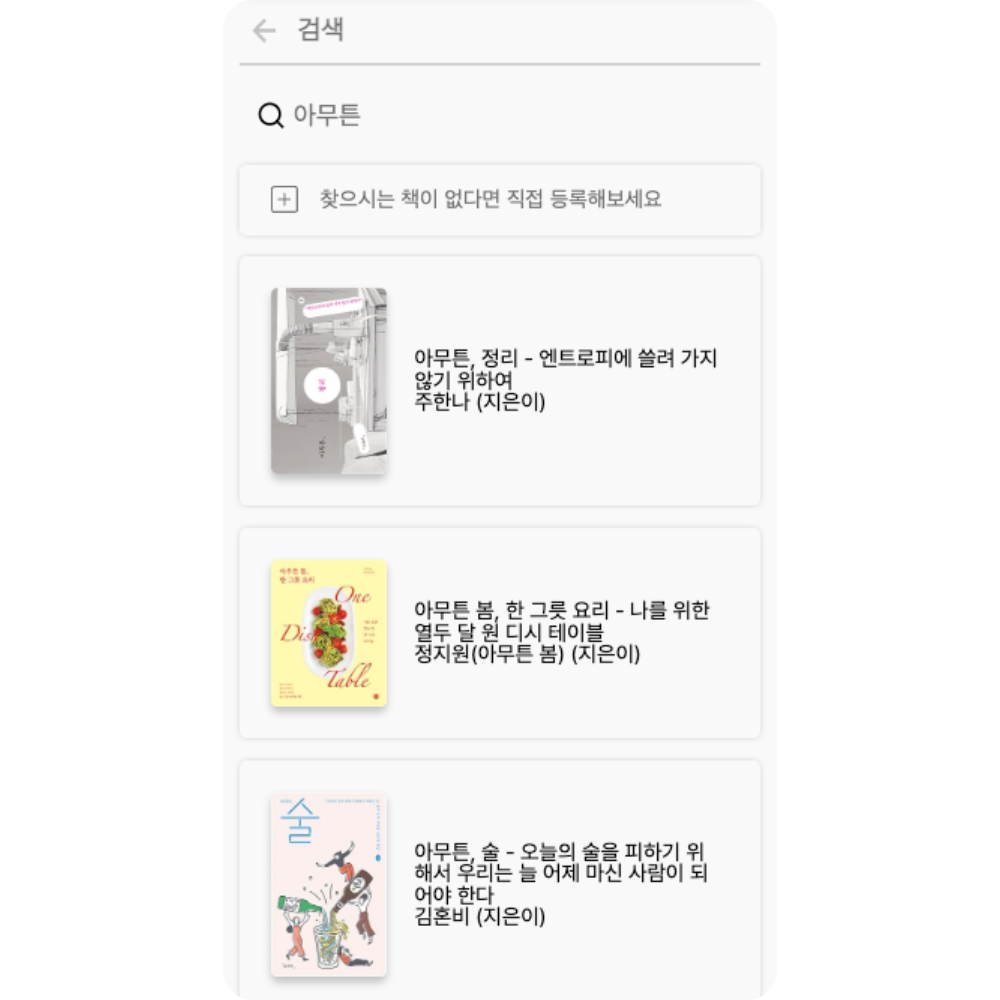 검색
아무튼
찾으시는 책이 없다면 직접 등록해보세요
아무튼, 정리 - 엔트로피에 쓸려 가지
않기 위하여
주한나 (지은이)
아무튼 봄,
한 그릇 요리
One
Dish
Table
아무튼 봄, 한 그릇 요리 - 나를 위한
열두 달 원 디시 테이블
정지원(아무튼 봄) (지은이)
술
아무튼, 술 - 오늘의 술을 피하기 위
해서 우리는 늘 어제 마신 사람이 되
어야 한다
김혼비 (지은이)